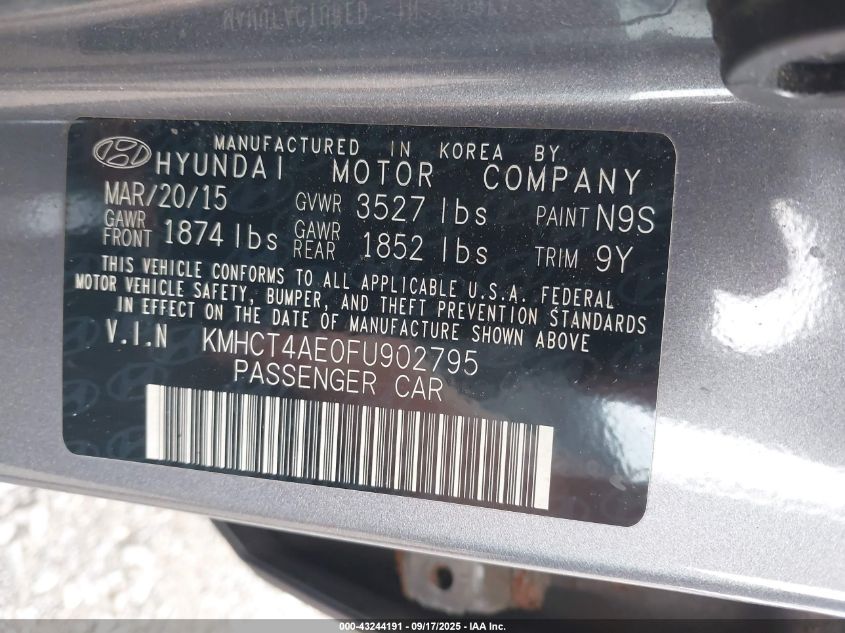 MANUFACTURED IN KOREA BY
HYUNDAI MOTOR COMPANY
MAR/20/15 GVWR 3527 lbs PAINT N9S
GAWR FRONT 1874 lbs GAWR REAR 1852 lbs TRIM 9Y
THIS VEHICLE CONFORMS TO ALL APPLICABLE U.S.A. FEDERAL
MOTOR VEHICLE SAFETY, BUMPER, AND THEFT PREVENTION STANDARDS
IN EFFECT ON THE DATE OF MANUFACTURE SHOWN ABOVE
V.I.N KMHCT4AE0FU902795
PASSENGER CAR
000-43244191 - 09/17/2025 - IAA Inc.